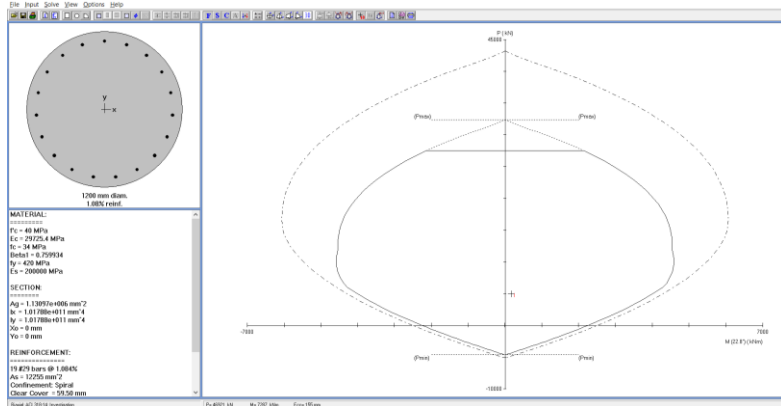 File Input Solve View Options Help
y
x
1200 mm diam.
1.08% reinf.
MATERIAL:
=========
f'c = 40 MPa
Ec = 29725.4 MPa
fc = 34 MPa
Beta1 = 0.759934
fy = 420 MPa
Es = 200000 MPa
SECTION:
========
Ag = 1.13097e+006 mm^2
Ix = 1.01788e+011 mm^4
Iy = 1.01788e+011 mm^4
Xo = 0 mm
Yo = 0 mm
REINFORCEMENT:
==============
19 #29 bars @ 1.084%
As = 12255 mm^2
Confinement: Spiral
Clear Cover = 59.50 mm
P (kN)
45000
(Pmax)
(Pmax)
-7000
7000
(Pmin)
(Pmin)
-10000